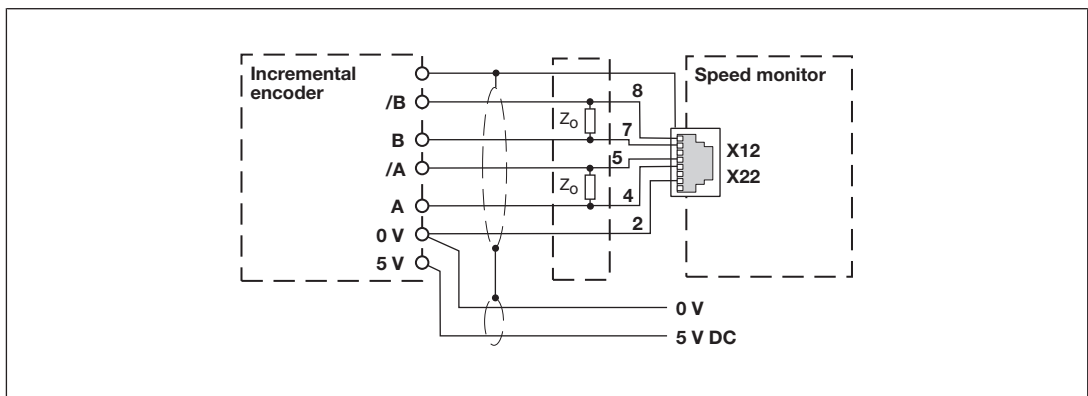 Incremental
encoder
Speed monitor
/B
8
Z₀
B
7
X12
/A
5
X22
Z₀
A
4
0 V
2
5 V
0 V
5 V DC